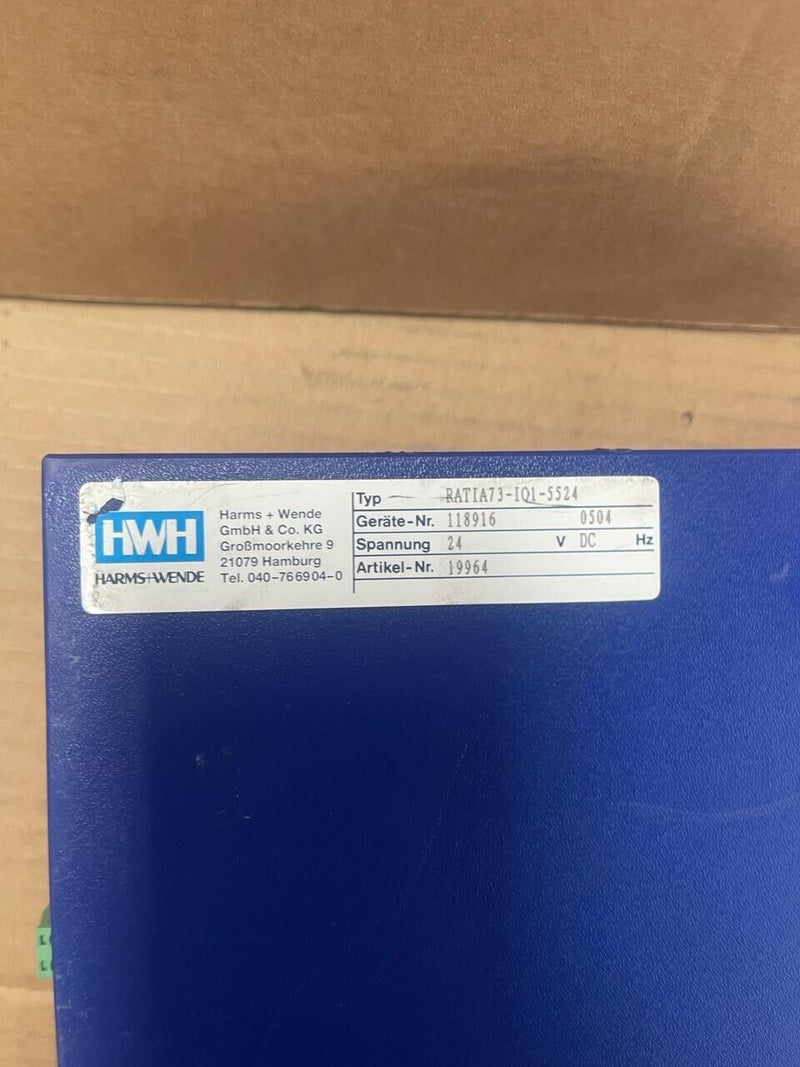 HWH
HARMS+WENDE
Harms + Wende
GmbH & Co. KG
Großmoorkehre 9
21079 Hamburg
Tel. 040-766904-0
Typ RATIA73-IQ1-5524
Geräte-Nr. 118916 0504
Spannung 24 V DC Hz
Artikel-Nr. 19964